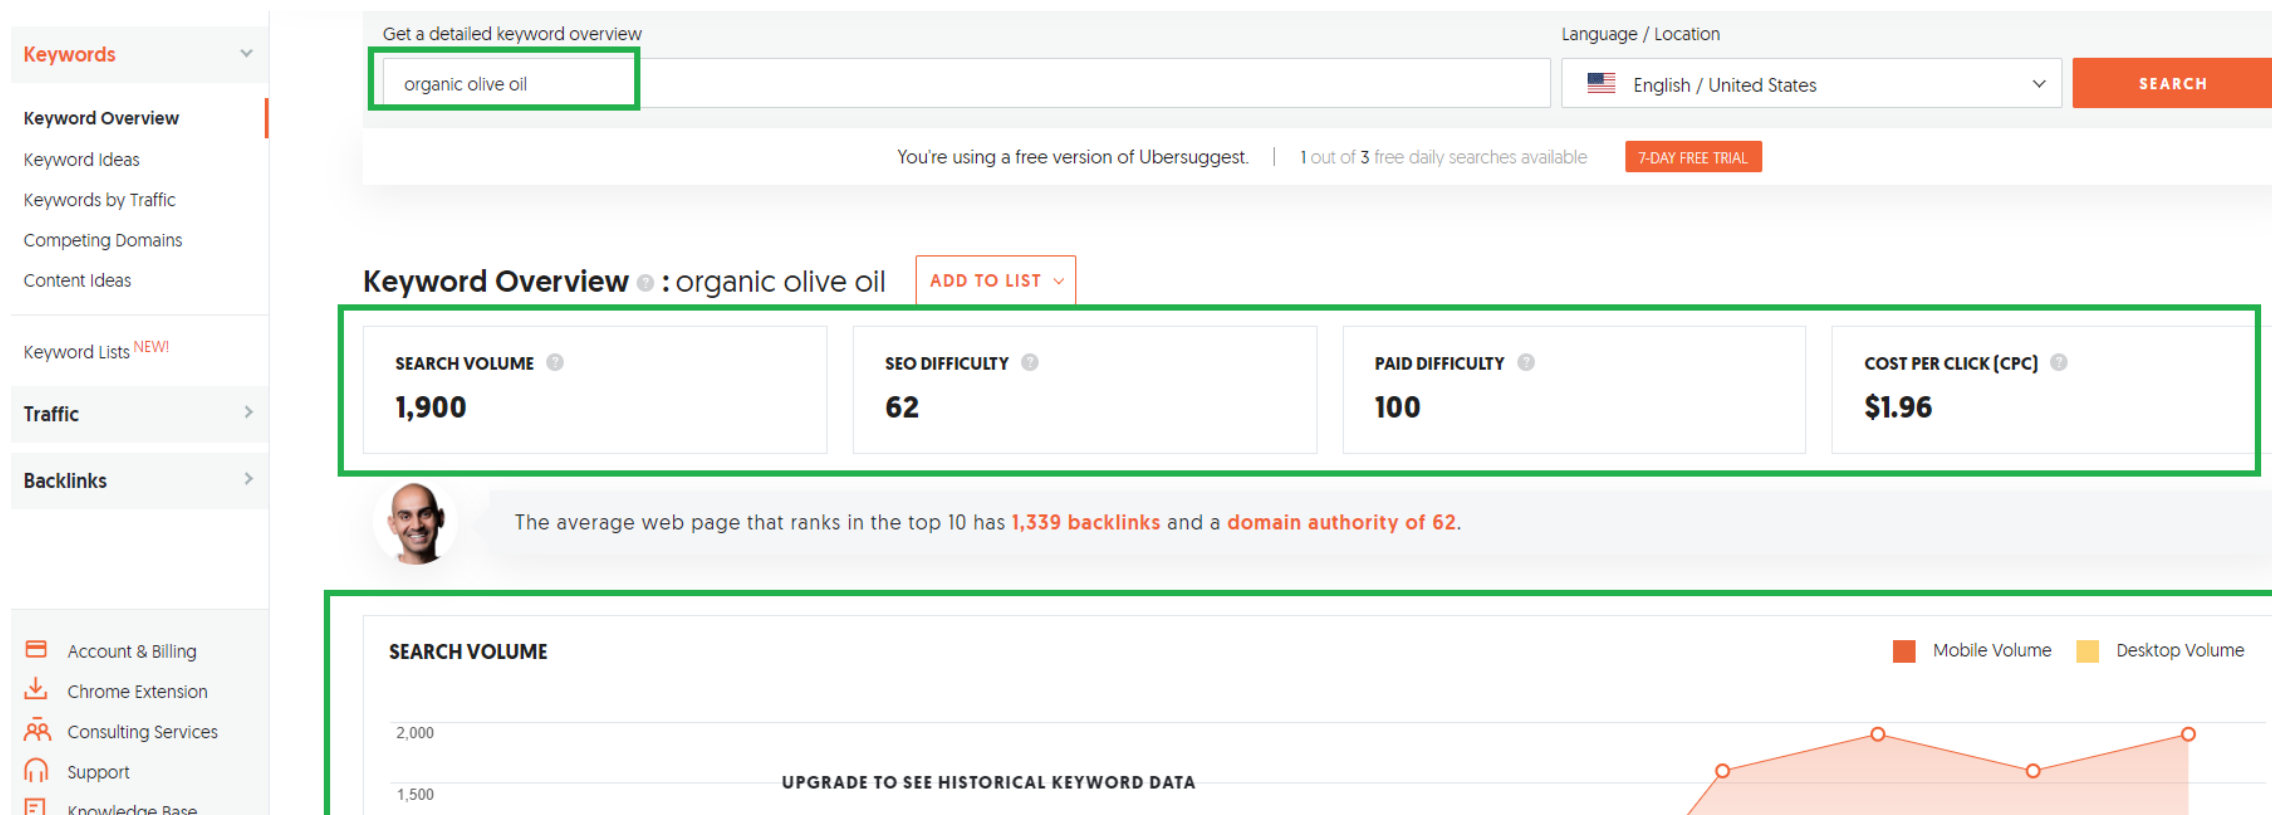 Keywords
Keyword Overview
Keyword Ideas
Keywords by Traffic
Competing Domains
Content Ideas
Keyword Lists NEW!
Traffic
Backlinks
Account & Billing
Chrome Extension
Consulting Services
Support
Knowledge Base
Get a detailed keyword overview
organic olive oil
Language / Location
English / United States
SEARCH
You're using a free version of Ubersuggest. | 1 out of 3 free daily searches available
7-DAY FREE TRIAL
Keyword Overview ? : organic olive oil
ADD TO LIST
SEARCH VOLUME ?
1,900
SEO DIFFICULTY ?
62
PAID DIFFICULTY ?
100
COST PER CLICK (CPC) ?
$1.96
The average web page that ranks in the top 10 has 1,339 backlinks and a domain authority of 62.
SEARCH VOLUME
Mobile Volume
Desktop Volume
2,000
UPGRADE TO SEE HISTORICAL KEYWORD DATA
1,500